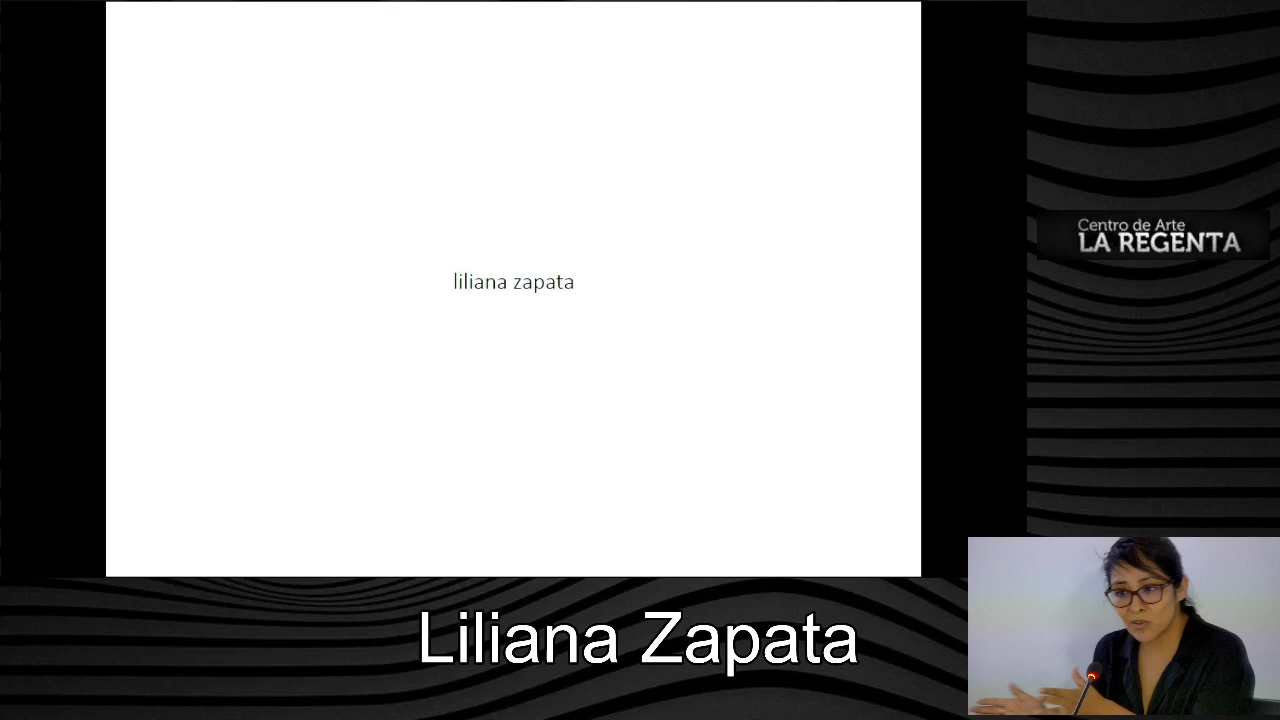 liliana zapata
Centro de Arte
LA REGENTA
Liliana Zapata